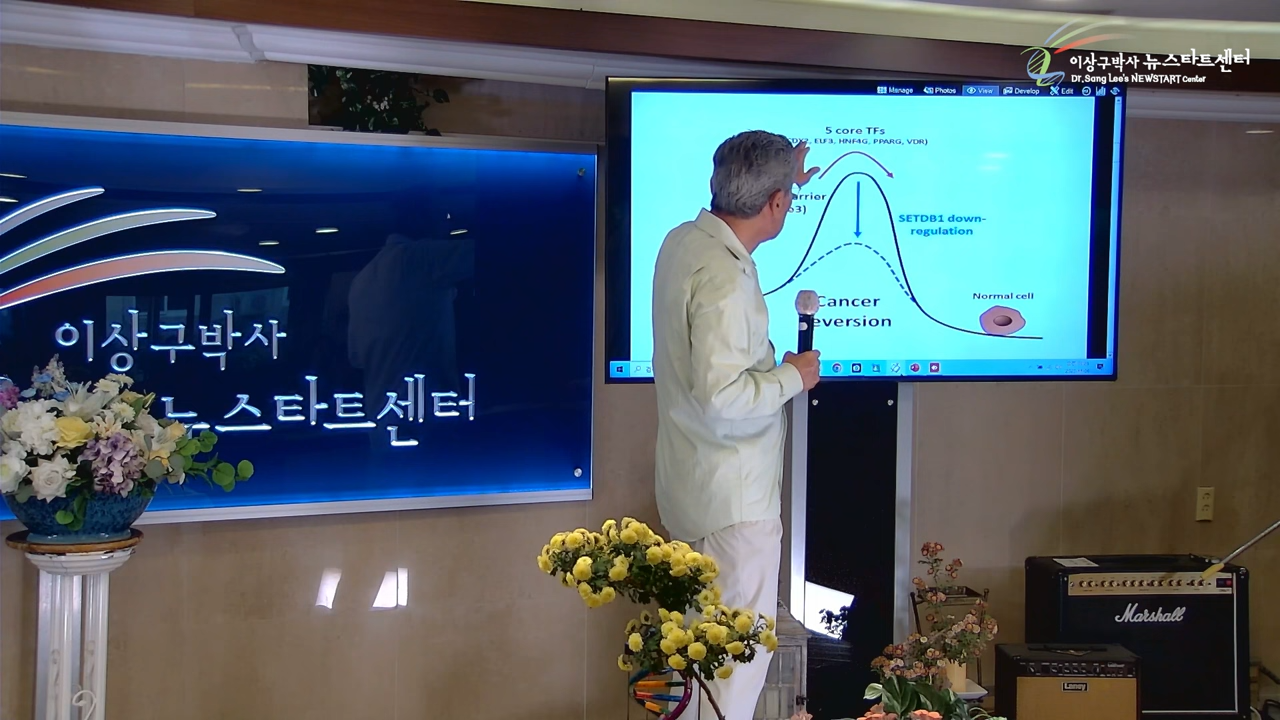 이상구박사 뉴스타트센터
Dr. Sang Lee's NEWSTART Center
Manage Photos View Develop Edit
5 core TFs
ELF3, HNF4G, PPARG, VDR)
SETDB1 down-
regulation
Cancer
Normal cell
이상구박사
뉴스타트센터
Marshall
Laney